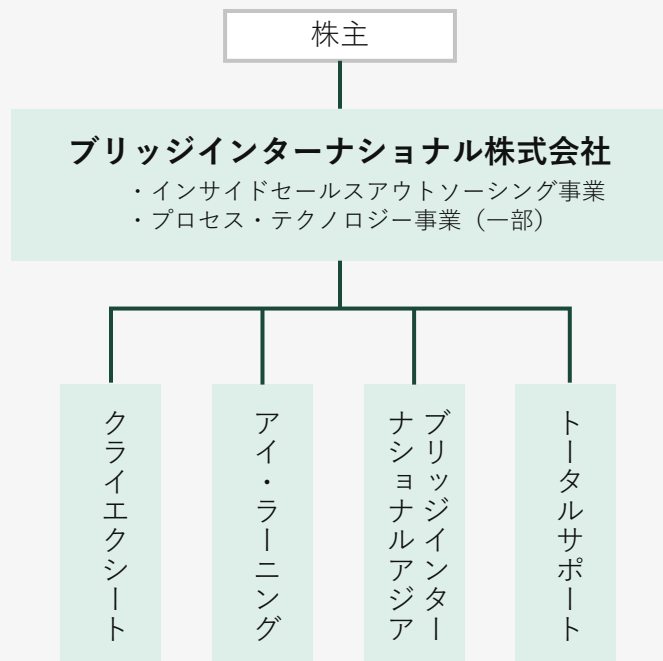 株主
ブリッジインターナショナル株式会社
・インサイドセールスアウトソーシング事業
・プロセス・テクノロジー事業（一部）
クライエクシート
アイ・ラーニング
ブリッジインター
ナショナルアジア
トータルサポート